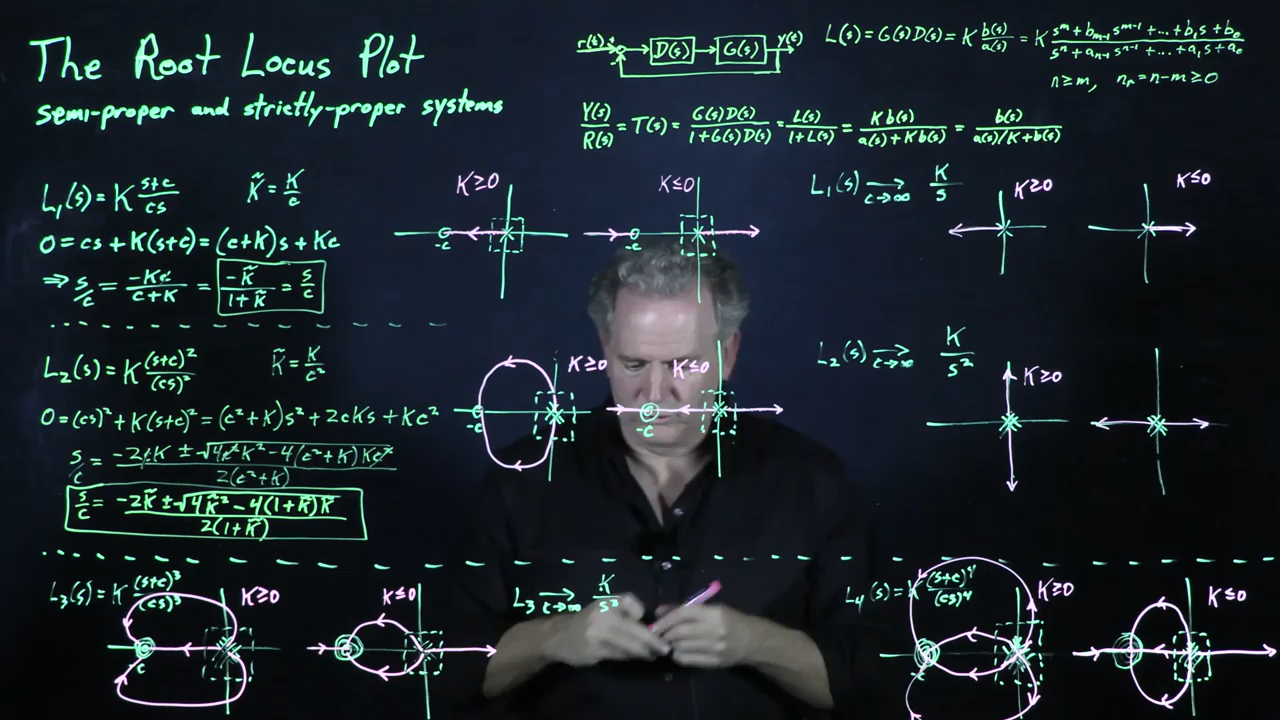 The Root Locus Plot
semi-proper and strictly-proper systems
r(t) + - D(s) G(s) y(t)
L(s) = G(s)D(s) = K b(s)/a(s) = K (s^m + b_{m-1} s^{m-1} + ... + b_1 s + b_0)/(s^n + a_{n-1} s^{n-1} + ... + a_1 s + a_0)
n ≥ m, n_r = n - m ≥ 0
Y(s)/R(s) = T(s) = G(s)D(s)/(1+G(s)D(s)) = L(s)/(1+L(s)) = K b(s)/(a(s)+K b(s)) = b(s)/(a(s)/K + b(s))
L_1(s) = K (s+c)/(cs) K̃ = K/c
0 = cs + K(s+c) = (c+K)s + Kc
⇒ s/c = -Kc/(c+K) = -K̃/(1+K̃) = s/c
K≥0
-c
K≤0
-c
L_1(s) →_{c→∞} K/s
K≥0
K≤0
L_2(s) = K (s+c)²/(cs)² K̃ = K/c²
0 = (cs)² + K(s+c)² = (c²+K)s² + 2cKs + Kc²
s/c = (-2cK ± √(4c²K² - 4(c²+K)Kc²))/(2(c²+K))
s/c = (-2K̃ ± √(4K̃² - 4(1+K̃)K̃))/(2(1+K̃))
K≥0
-c
K≤0
-c
L_2(s) →_{c→∞} K/s²
K≥0
K≤0
L_3(s) = K (s+c)³/(cs)³
K≥0
K≤0
L_3 →_{c→∞} K/s³
L_4(s) = K (s+c)⁴/(cs)⁴
K≥0
K≤0